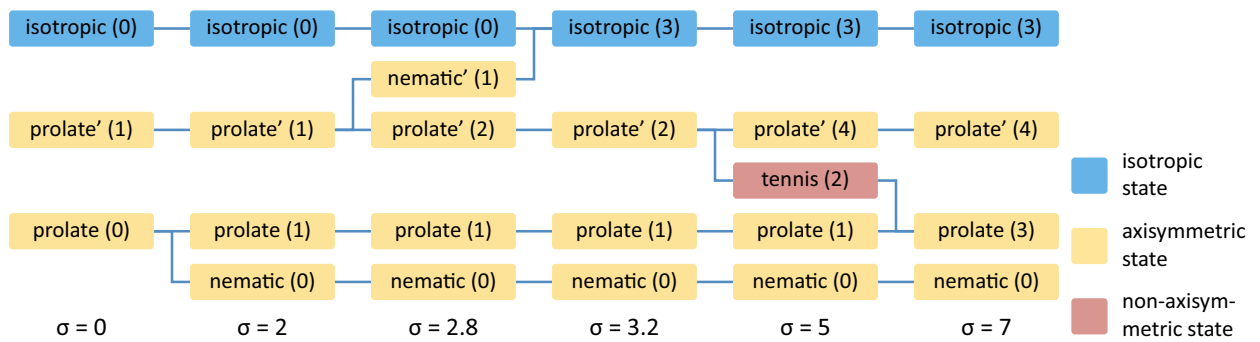 isotropic (0) isotropic (0) isotropic (0) isotropic (3) isotropic (3) isotropic (3)
nematic’ (1)
prolate’ (1) prolate’ (1) prolate’ (2) prolate’ (2) prolate’ (4) prolate’ (4)
tennis (2)
prolate (0) prolate (1) prolate (1) prolate (1) prolate (1) prolate (3)
nematic (0) nematic (0) nematic (0) nematic (0) nematic (0)
σ = 0 σ = 2 σ = 2.8 σ = 3.2 σ = 5 σ = 7
isotropic
state
axisymmetric
state
non-axisym-
metric state